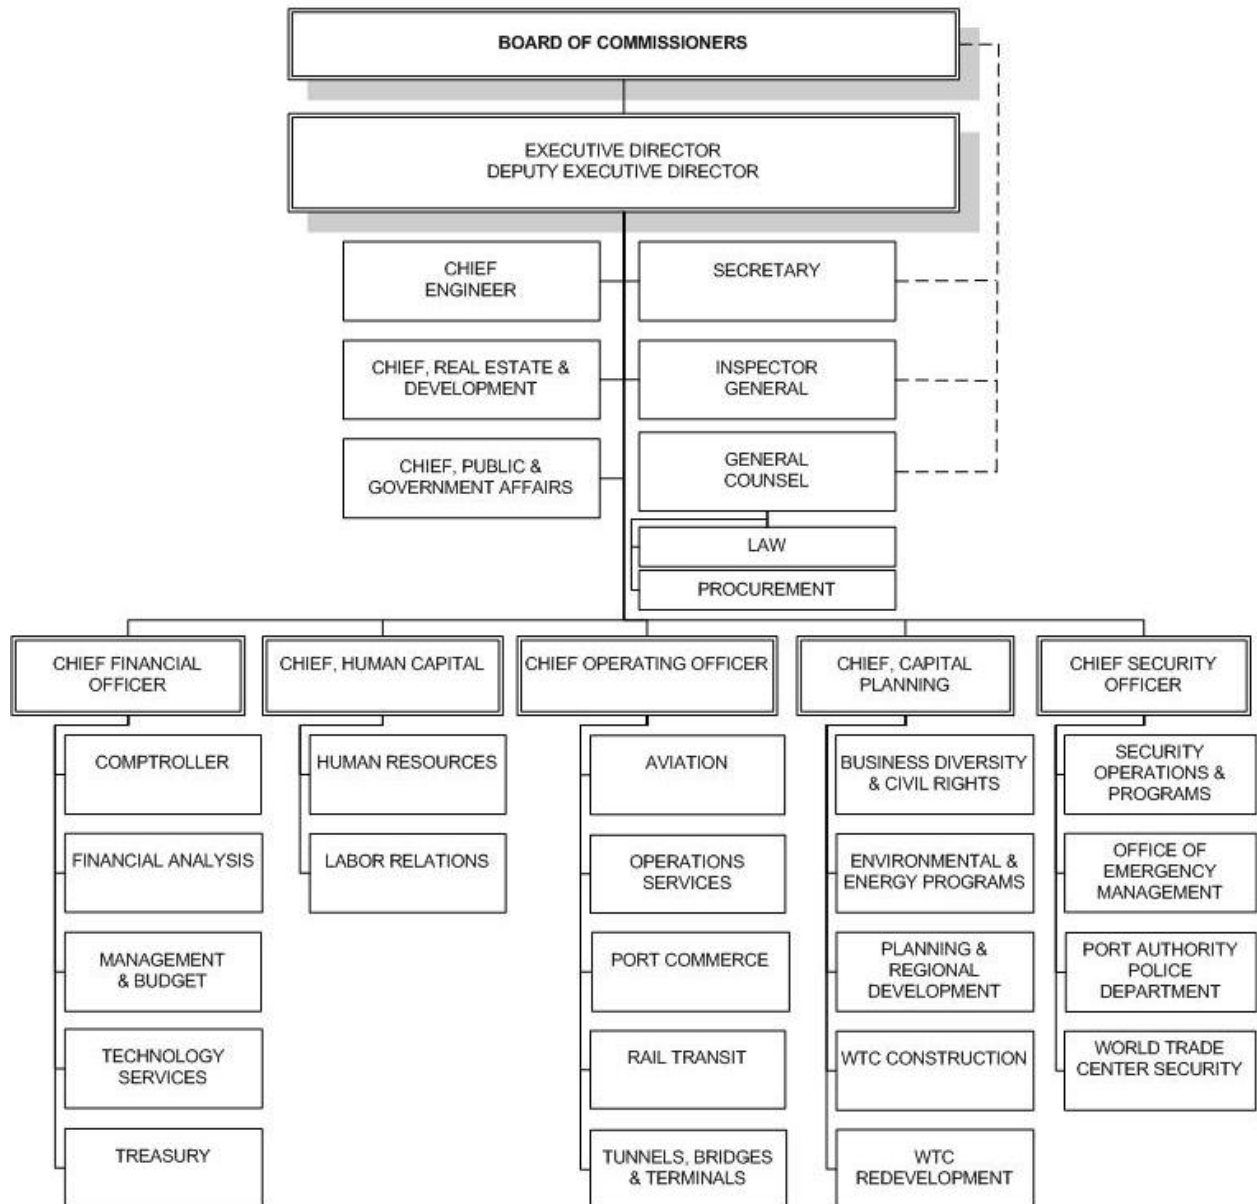 BOARD OF COMMISSIONERS
EXECUTIVE DIRECTOR
DEPUTY EXECUTIVE DIRECTOR
CHIEF
ENGINEER
SECRETARY
CHIEF, REAL ESTATE &
DEVELOPMENT
INSPECTOR
GENERAL
CHIEF, PUBLIC &
GOVERNMENT AFFAIRS
GENERAL
COUNSEL
LAW
PROCUREMENT
CHIEF FINANCIAL
OFFICER
CHIEF, HUMAN CAPITAL
CHIEF OPERATING OFFICER
CHIEF, CAPITAL
PLANNING
CHIEF SECURITY
OFFICER
COMPTROLLER
FINANCIAL ANALYSIS
MANAGEMENT
& BUDGET
TECHNOLOGY
SERVICES
TREASURY
HUMAN RESOURCES
LABOR RELATIONS
AVIATION
OPERATIONS
SERVICES
PORT COMMERCE
RAIL TRANSIT
TUNNELS, BRIDGES
& TERMINALS
BUSINESS DIVERSITY
& CIVIL RIGHTS
ENVIRONMENTAL &
ENERGY PROGRAMS
PLANNING &
REGIONAL
DEVELOPMENT
WTC CONSTRUCTION
WTC
REDEVELOPMENT
SECURITY
OPERATIONS &
PROGRAMS
OFFICE OF
EMERGENCY
MANAGEMENT
PORT AUTHORITY
POLICE
DEPARTMENT
WORLD TRADE
CENTER SECURITY